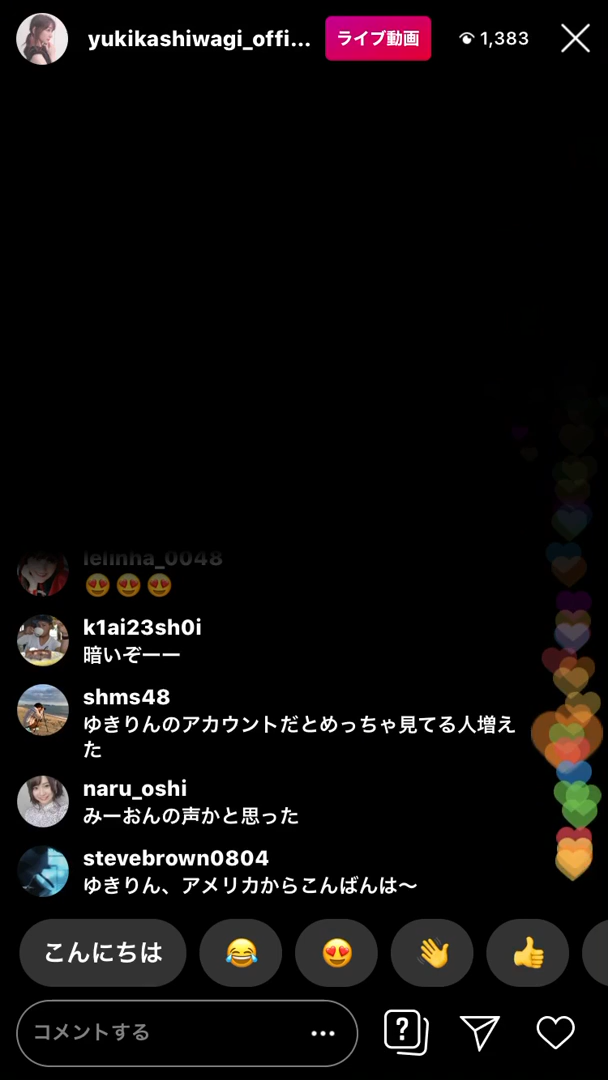 yukikashiwagi_offi...
ライブ動画
1,383
lelinha_0048
😍😍😍
k1ai23sh0i
暗いぞーー
shms48
ゆきりんのアカウントだとめっちゃ見てる人増え
た
naru_oshi
みーおんの声かと思った
stevebrown0804
ゆきりん、アメリカからこんばんは〜
こんにちは
コメントする